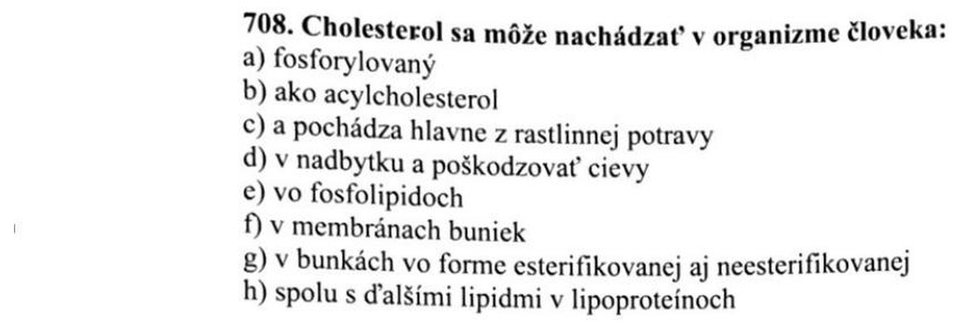 708. Cholesterol sa môže nachádzať v organizme človeka:
a) fosforylovaný
b) ako acylcholesterol
c) a pochádza hlavne z rastlinnej potravy
d) v nadbytku a poškodzovať cievy
e) vo fosfolipidoch
f) v membránach buniek
g) v bunkách vo forme esterifikovanej aj neesterifikovanej
h) spolu s ďalšími lipidmi v lipoproteínoch